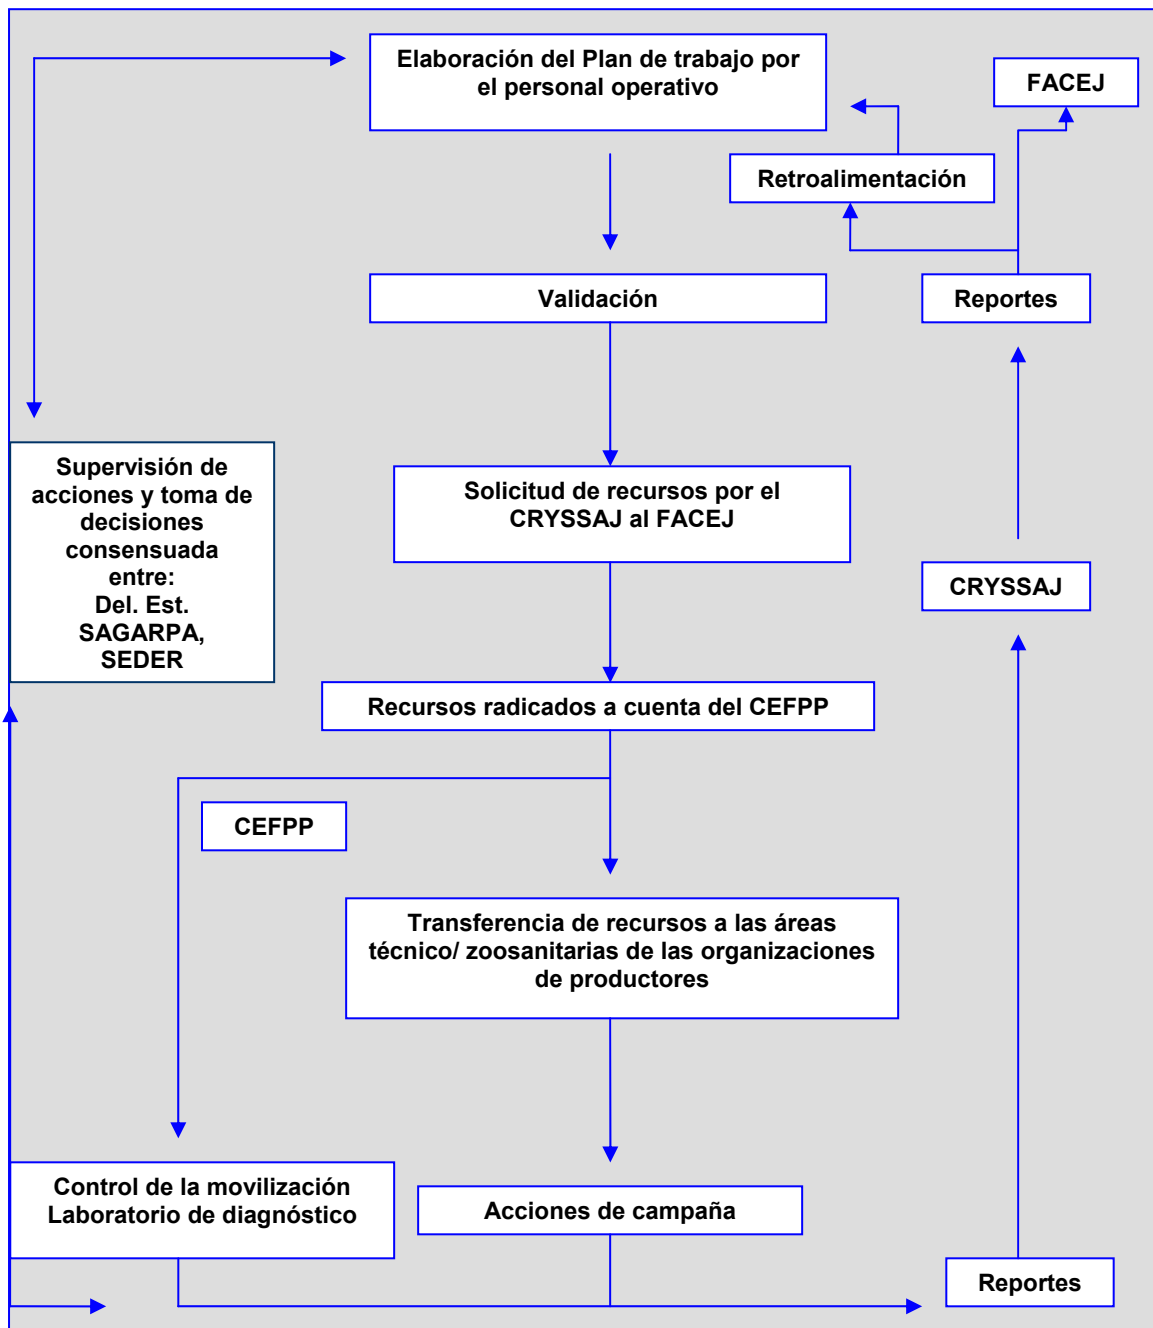 Elaboración del Plan de trabajo por
el personal operativo
FACEJ
Retroalimentación
Validación
Reportes
Supervisión de
acciones y toma de
decisiones
consensuada
entre:
Del. Est.
SAGARPA,
SEDER
Solicitud de recursos por el
CRYSSAJ al FACEJ
CRYSSAJ
Recursos radicados a cuenta del CEFPP
CEFPP
Transferencia de recursos a las áreas
técnico/ zoosanitarias de las organizaciones
de productores
Control de la movilización
Laboratorio de diagnóstico
Acciones de campaña
Reportes